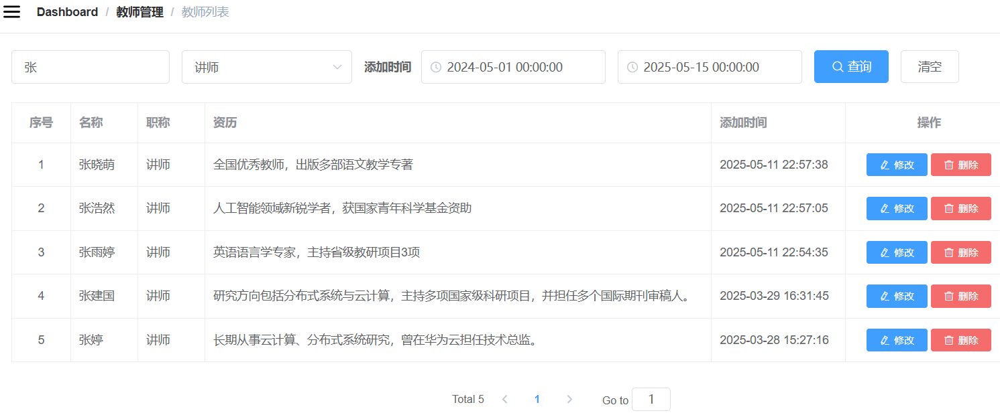 Dashboard / 教师管理 / 教师列表
张 讲师 添加时间 2024-05-01 00:00:00 2025-05-15 00:00:00 查询 清空
序号 名称 职称 资历 添加时间 操作
1 张晓萌 讲师 全国优秀教师，出版多部语文教学专著 2025-05-11 22:57:38 修改 删除
2 张浩然 讲师 人工智能领域新锐学者，获国家青年科学基金资助 2025-05-11 22:57:05 修改 删除
3 张雨婷 讲师 英语语言学专家，主持省级教研项目3项 2025-05-11 22:54:35 修改 删除
4 张建国 讲师 研究方向包括分布式系统与云计算，主持多项国家级科研项目，并担任多个国际期刊审稿人。 2025-03-29 16:31:45 修改 删除
5 张婷 讲师 长期从事云计算、分布式系统研究，曾在华为云担任技术总监。 2025-03-28 15:27:16 修改 删除
Total 5 1 Go to 1